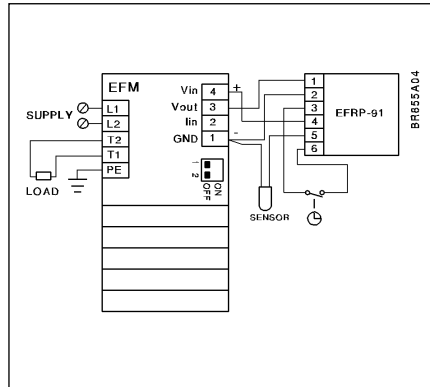 EFM
SUPPLY
L1
L2
T2
T1
PE
LOAD
Vin 4 +
Vout 3
Iin 2
GND 1 -
1 2
ON
OFF
SENSOR
1
2
3
4
5
6
EFRP-91
BR855A04